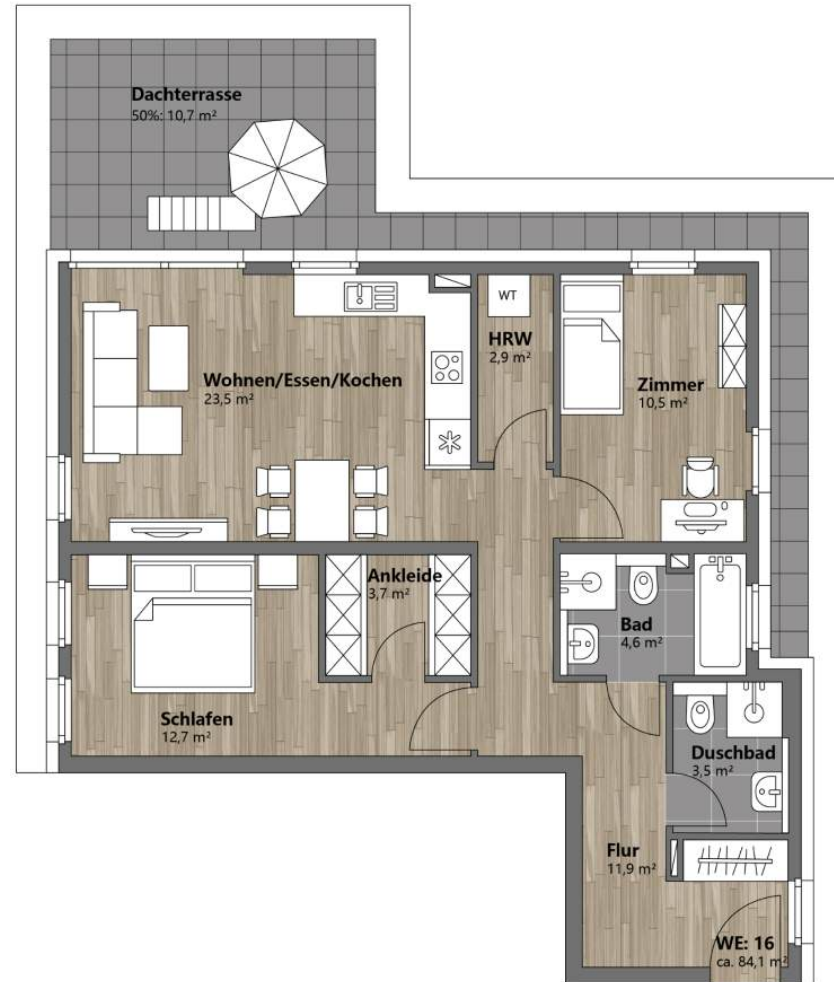 Dachterrasse
50%: 10,7 m²
WT
HRW
2,9 m²
Wohnen/Essen/Kochen
23,5 m²
Zimmer
10,5 m²
Ankleide
3,7 m²
Bad
4,6 m²
Schlafen
12,7 m²
Duschbad
3,5 m²
Flur
11,9 m²
WE: 16
ca. 84,1 m²